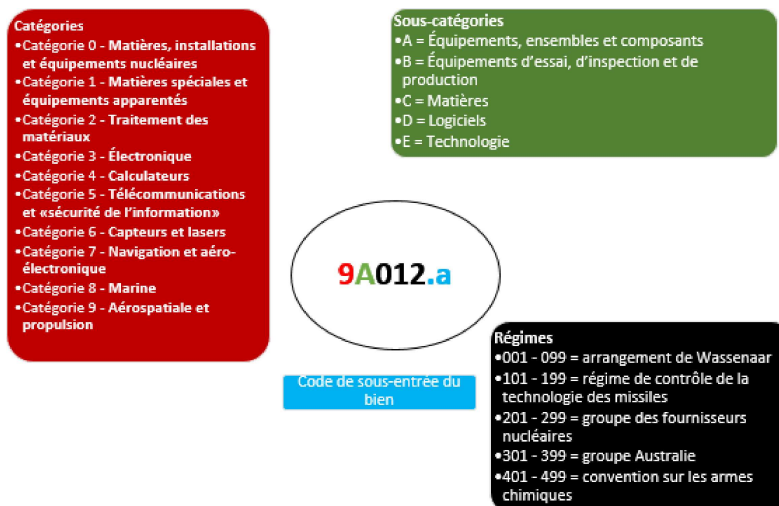 Catégories
•Catégorie 0 - Matières, installations
et équipements nucléaires
•Catégorie 1 - Matières spéciales et
équipements apparentés
•Catégorie 2 - Traitement des
matériaux
•Catégorie 3 - Électronique
•Catégorie 4 - Calculateurs
•Catégorie 5 - Télécommunications
et «sécurité de l’information»
•Catégorie 6 - Capteurs et lasers
•Catégorie 7 - Navigation et aéro-
électronique
•Catégorie 8 - Marine
•Catégorie 9 - Aérospatiale et
propulsion
Sous-catégories
•A = Équipements, ensembles et composants
•B = Équipements d’essai, d’inspection et de
production
•C = Matières
•D = Logiciels
•E = Technologie
9A012.a
Code de sous-entrée du
bien
Régimes
•001 - 099 = arrangement de Wassenaar
•101 - 199 = régime de contrôle de la
technologie des missiles
•201 - 299 = groupe des fournisseurs
nucléaires
•301 - 399 = groupe Australie
•401 - 499 = convention sur les armes
chimiques